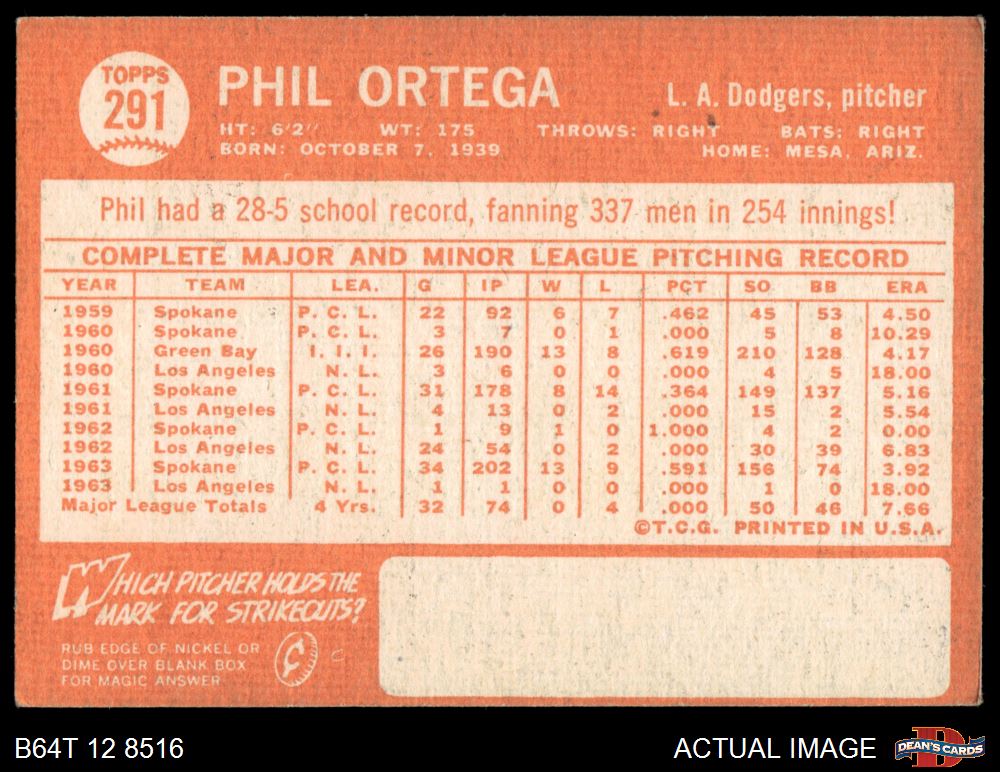 TOPPS
291
PHIL ORTEGA
L. A. Dodgers, pitcher
HT: 6'2" WT: 175 THROWS: RIGHT BATS: RIGHT
BORN: OCTOBER 7, 1939 HOME: MESA, ARIZ.
Phil had a 28-5 school record, fanning 337 men in 254 innings!
COMPLETE MAJOR AND MINOR LEAGUE PITCHING RECORD
YEAR TEAM LEA. G IP W L PCT SO BB ERA
1959 Spokane P. C. L. 22 92 6 7 .462 45 53 4.50
1960 Spokane P. C. L. 3 7 0 1 .000 5 8 10.29
1960 Green Bay I. I. I. 26 190 13 8 .619 210 128 4.17
1960 Los Angeles N. L. 3 6 0 0 .000 4 5 18.00
1961 Spokane P. C. L. 31 178 8 14 .364 149 137 5.16
1961 Los Angeles N. L. 4 13 0 2 .000 15 2 5.54
1962 Spokane P. C. L. 1 9 1 0 1.000 4 2 0.00
1962 Los Angeles N. L. 24 54 0 2 .000 30 39 6.83
1963 Spokane P. C. L. 34 202 13 9 .591 156 74 3.92
1963 Los Angeles N. L. 1 1 0 0 .000 1 0 18.00
Major League Totals 4 Yrs. 32 74 0 4 .000 50 46 7.66
©T.C.G. PRINTED IN U.S.A.
WHICH PITCHER HOLDS THE
MARK FOR STRIKEOUTS?
RUB EDGE OF NICKEL OR
DIME OVER BLANK BOX
FOR MAGIC ANSWER
¢
B64T 12 8516
ACTUAL IMAGE
D
DEAN'S CARDS